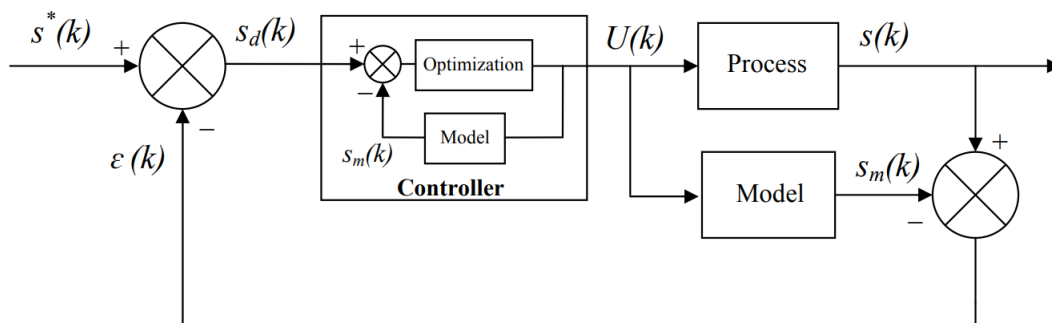 s*(k)
+
s_d(k)
+
Optimization
U(k)
Process
s(k)
−
−
ε (k)
s_m(k)
Model
Controller
Model
s_m(k)
+
−